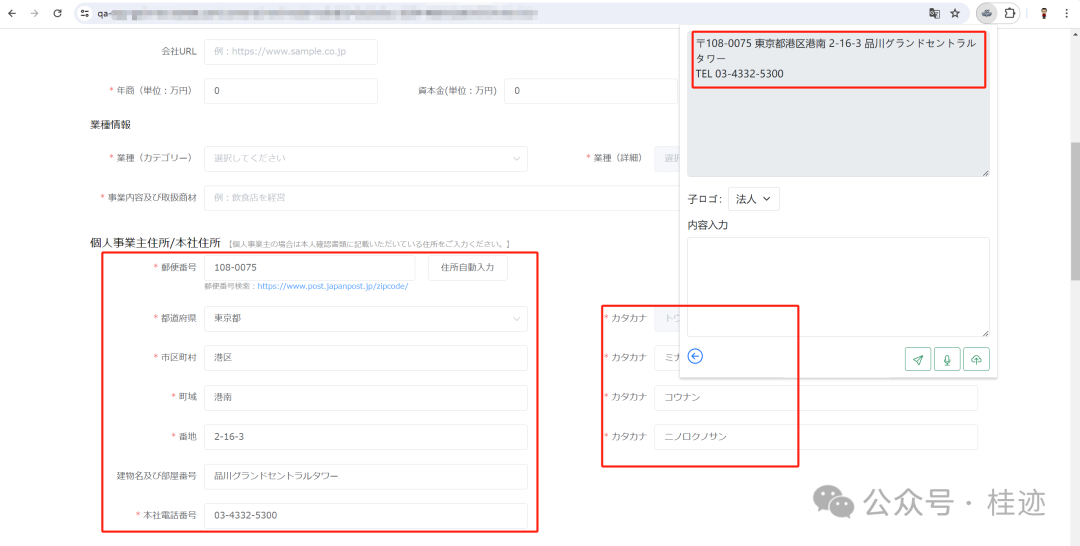 qa-
会社URL 例：https://www.sample.co.jp
* 年商（単位：万円） 0 資本金(単位：万円) 0
業種情報
* 業種（カテゴリー） 選択してください * 業種（詳細）
* 事業内容及び取扱商材 例：飲食店を経営
個人事業主住所/本社住所 【個人事業主の場合は本人確認書類に記載いただいている住所をご入力ください。】
* 郵便番号 108-0075 住所自動入力
郵便番号検索：https://www.post.japanpost.jp/zipcode/
* 都道府県 東京都 * カタカナ トウ
* 市区町村 港区 * カタカナ ミナ
* 町域 港南 * カタカナ コウナン
* 番地 2-16-3 * カタカナ ニノロクノサン
建物名及び部屋番号 品川グランドセントラルタワー
* 本社電話番号 03-4332-5300
〒108-0075 東京都港区港南 2-16-3 品川グランドセントラル
タワー
TEL 03-4332-5300
子ロゴ： 法人
内容入力
公众号 · 桂迹